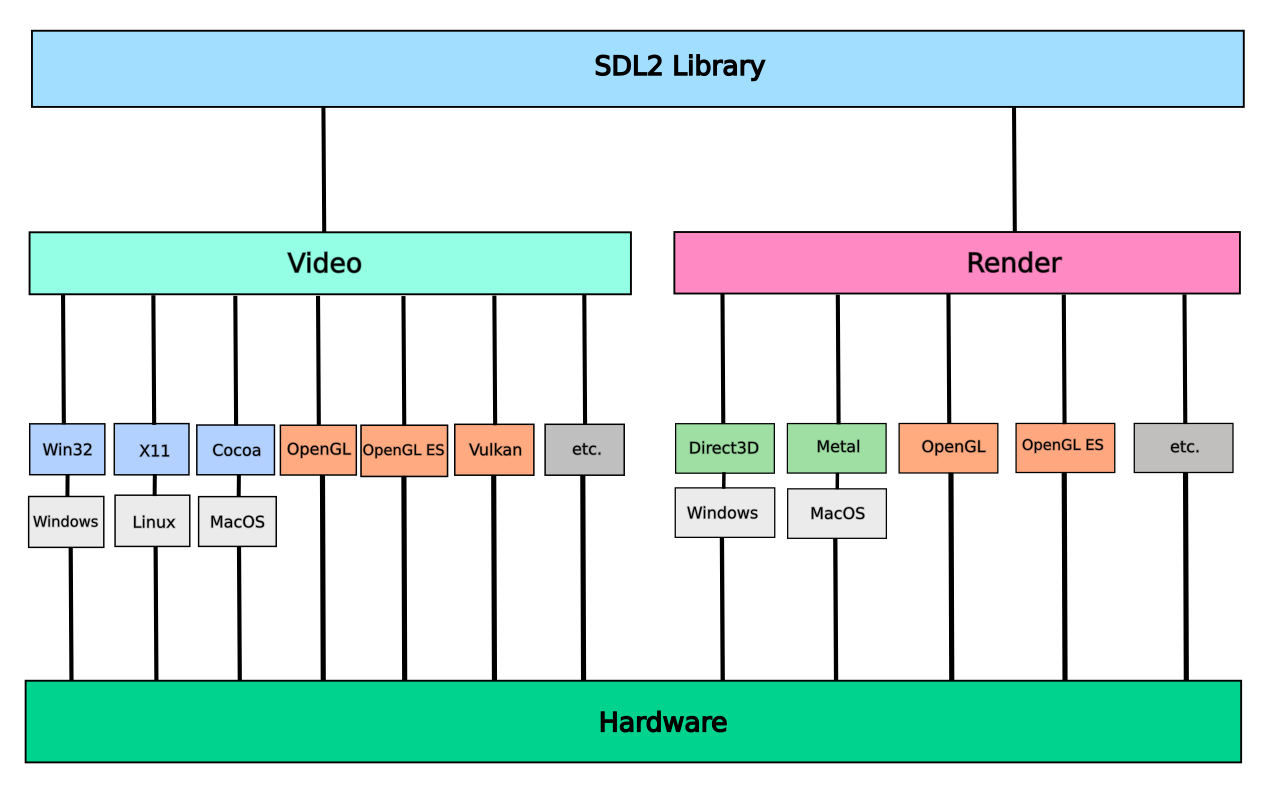 SDL2 Library
Video
Render
Win32
X11
Cocoa
OpenGL
OpenGL ES
Vulkan
etc.
Direct3D
Metal
OpenGL
OpenGL ES
etc.
Windows
Linux
MacOS
Windows
MacOS
Hardware